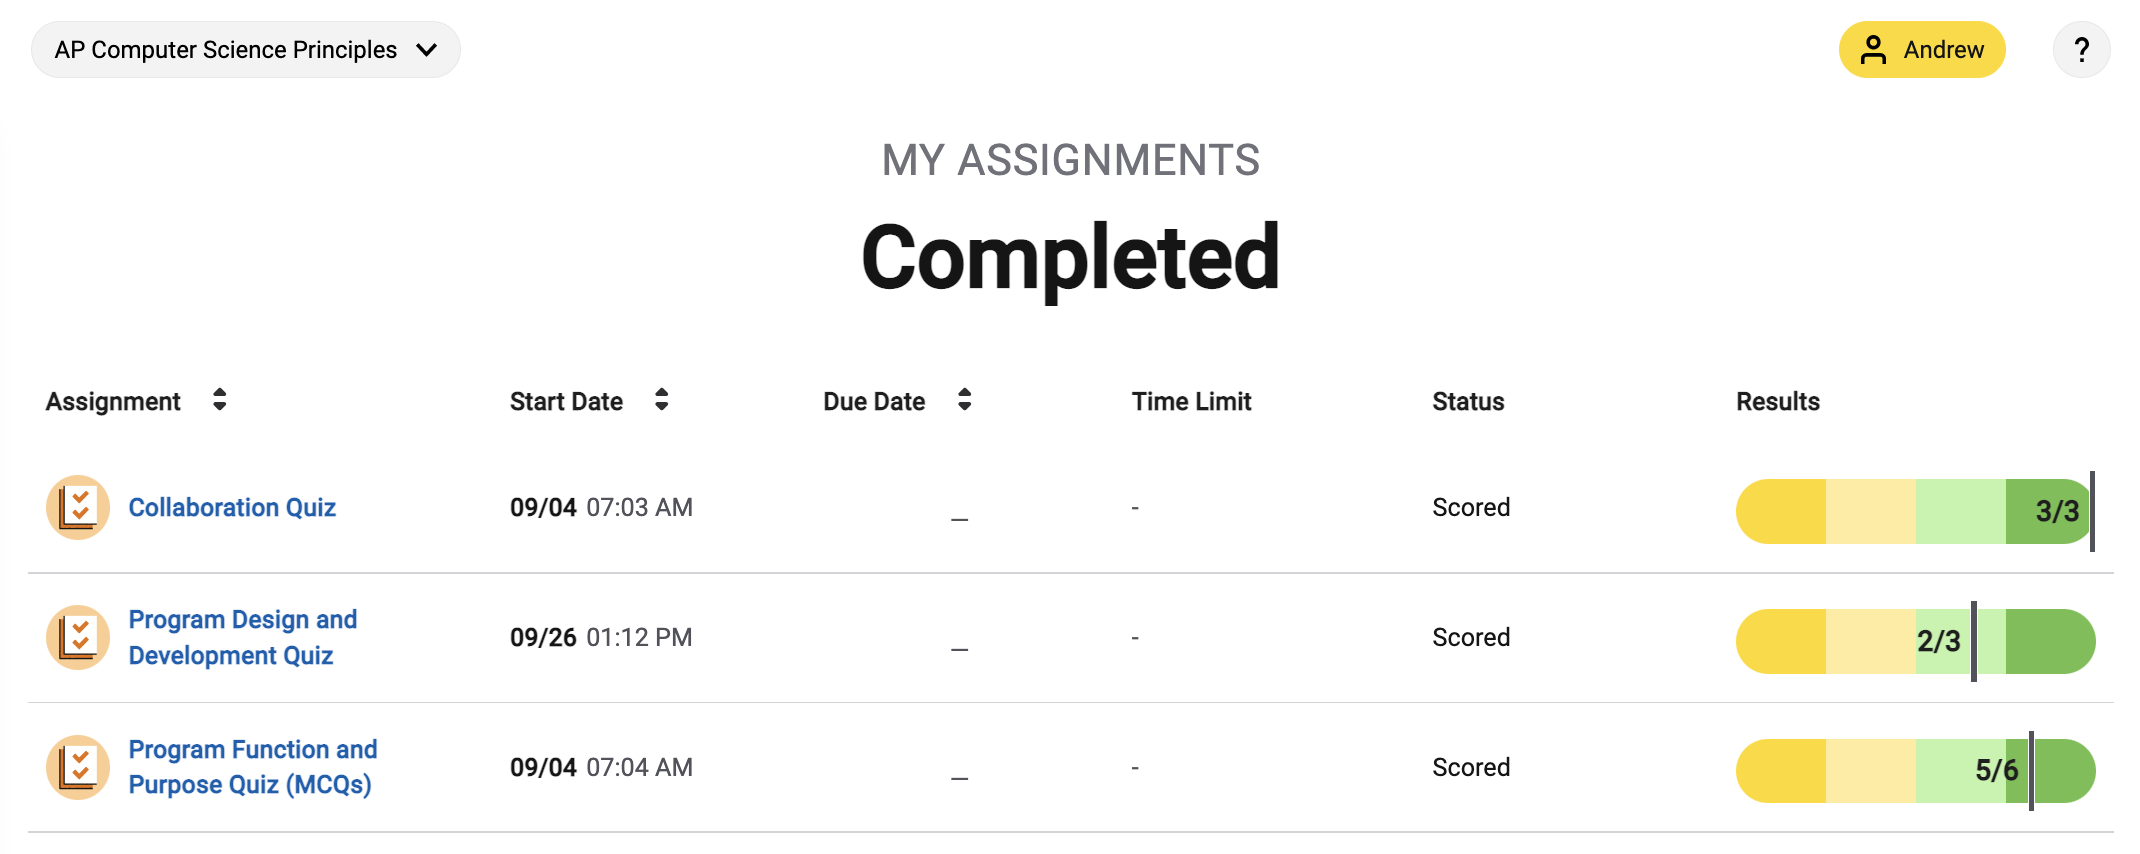 AP Computer Science Principles
Andrew
?
MY ASSIGNMENTS
Completed
Assignment Start Date Due Date Time Limit Status Results
Collaboration Quiz 09/04 07:03 AM _ - Scored 3/3
Program Design and
Development Quiz 09/26 01:12 PM _ - Scored 2/3
Program Function and
Purpose Quiz (MCQs) 09/04 07:04 AM _ - Scored 5/6